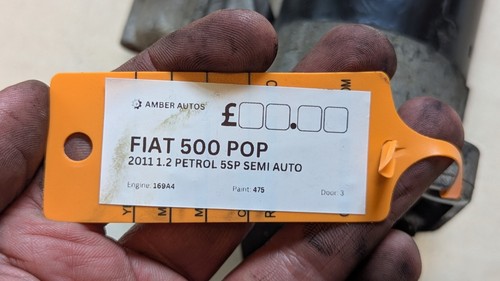 AMBER AUTOS
£
FIAT 500 POP
2011 1.2 PETROL 5SP SEMI AUTO
Engine: 169A4 Paint: 475 Door: 3